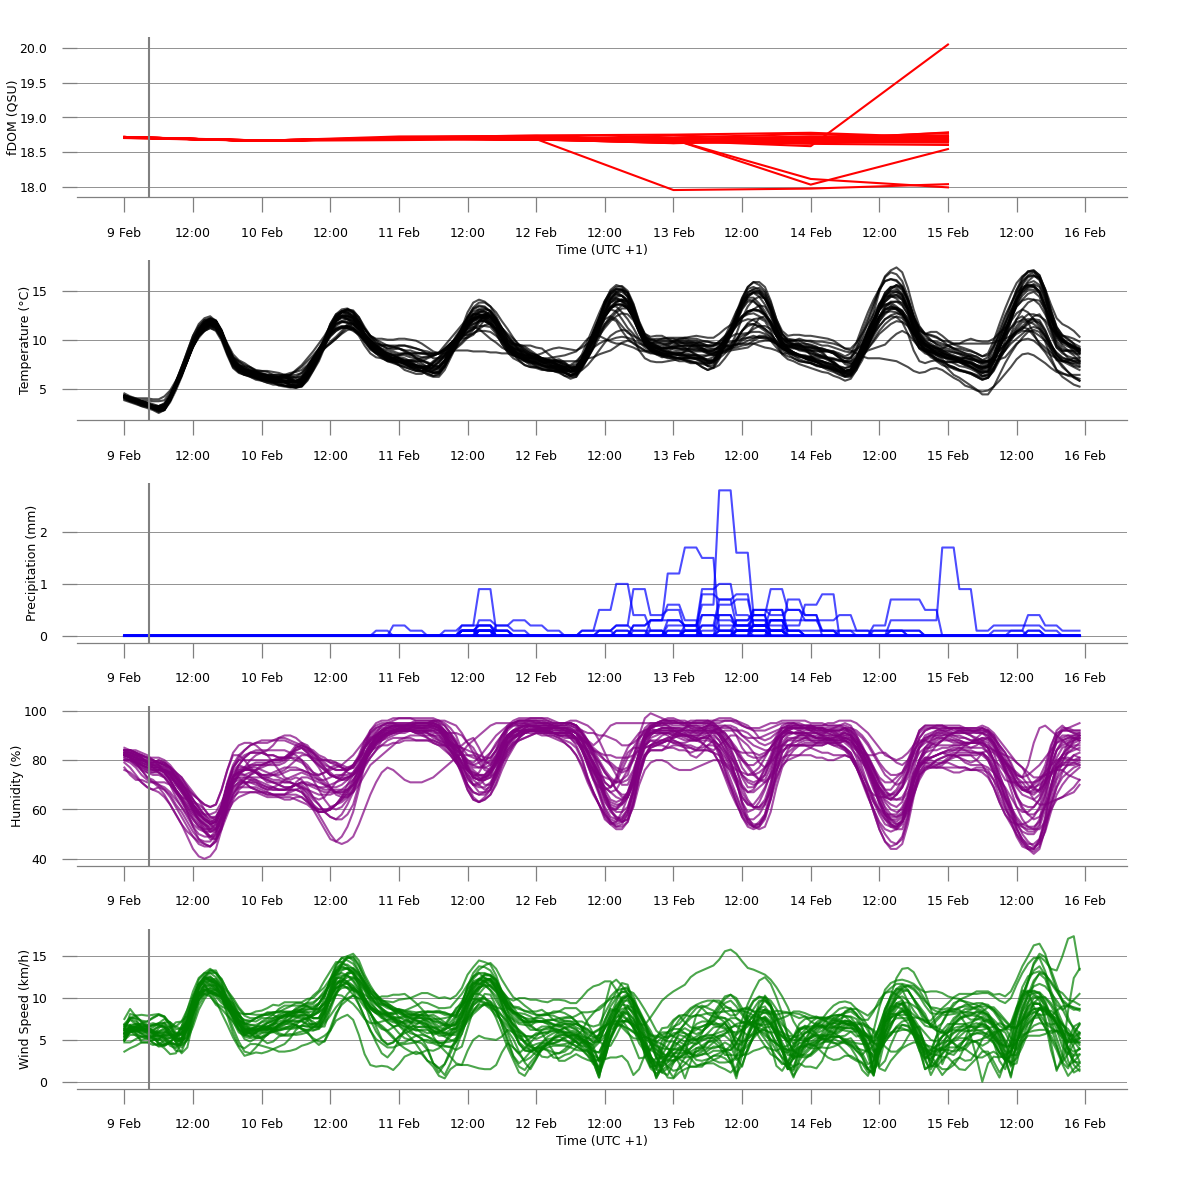 fDOM (QSU)
20.0
19.5
19.0
18.5
18.0
9 Feb 12:00 10 Feb 12:00 11 Feb 12:00 12 Feb 12:00 13 Feb 12:00 14 Feb 12:00 15 Feb 12:00 16 Feb
Time (UTC +1)
Temperature (°C)
15
10
5
9 Feb 12:00 10 Feb 12:00 11 Feb 12:00 12 Feb 12:00 13 Feb 12:00 14 Feb 12:00 15 Feb 12:00 16 Feb
Precipitation (mm)
2
1
0
9 Feb 12:00 10 Feb 12:00 11 Feb 12:00 12 Feb 12:00 13 Feb 12:00 14 Feb 12:00 15 Feb 12:00 16 Feb
Humidity (%)
100
80
60
40
9 Feb 12:00 10 Feb 12:00 11 Feb 12:00 12 Feb 12:00 13 Feb 12:00 14 Feb 12:00 15 Feb 12:00 16 Feb
Wind Speed (km/h)
15
10
5
0
9 Feb 12:00 10 Feb 12:00 11 Feb 12:00 12 Feb 12:00 13 Feb 12:00 14 Feb 12:00 15 Feb 12:00 16 Feb
Time (UTC +1)